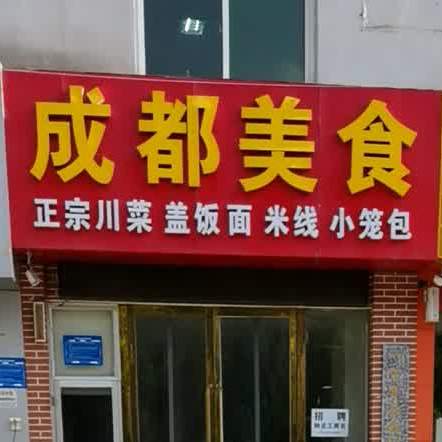 成都美食
正宗川菜 盖饭面 米线 小笼包
招聘